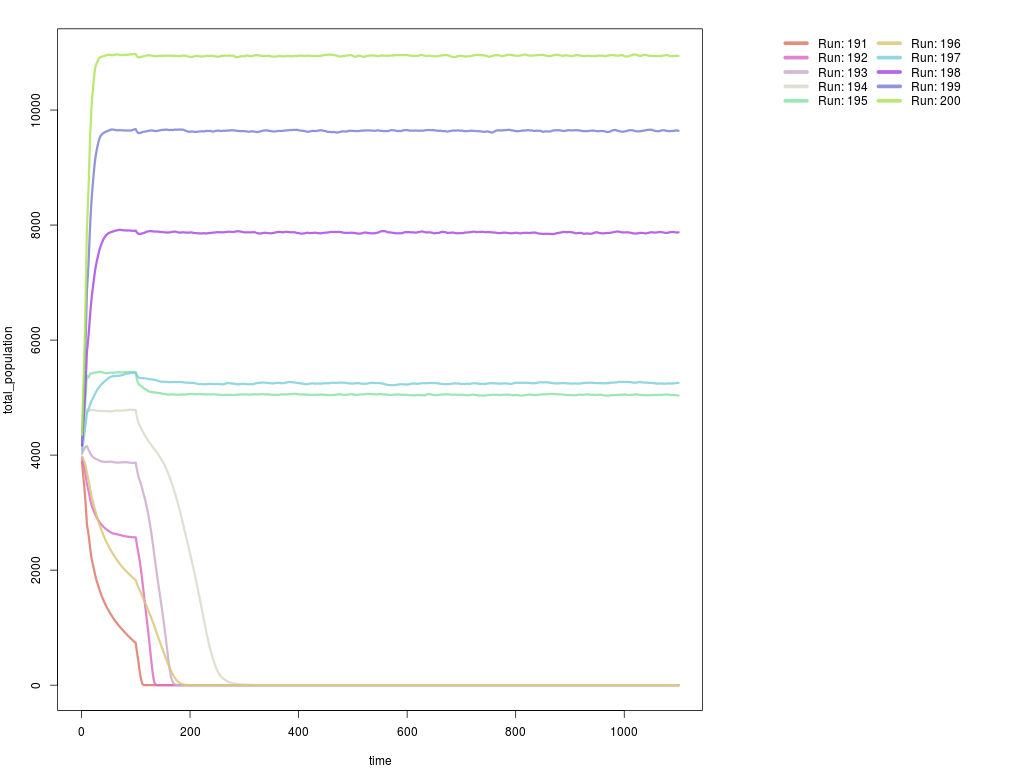 Run: 191 Run: 196
Run: 192 Run: 197
Run: 193 Run: 198
Run: 194 Run: 199
Run: 195 Run: 200
total_population
10000
8000
6000
4000
2000
0
0 200 400 600 800 1000
time